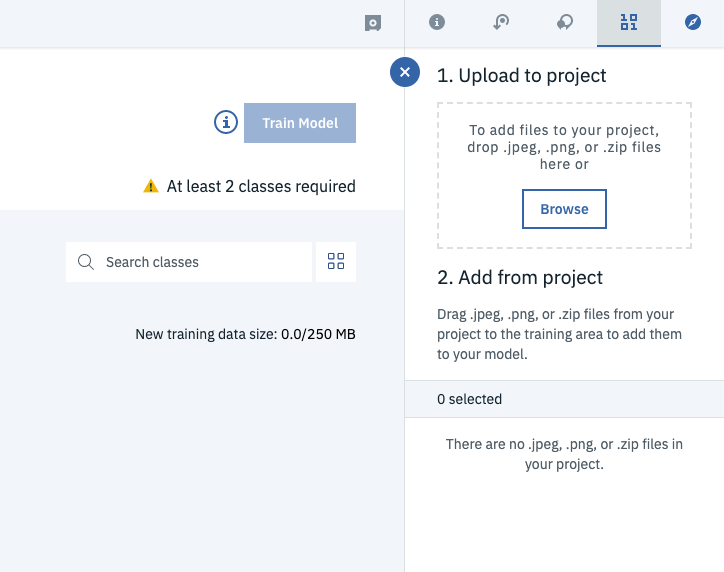 Train Model
At least 2 classes required
Search classes
New training data size: 0.0/250 MB
1. Upload to project
To add files to your project,
drop .jpeg, .png, or .zip files
here or
Browse
2. Add from project
Drag .jpeg, .png, or .zip files from your
project to the training area to add them
to your model.
0 selected
There are no .jpeg, .png, or .zip files in
your project.